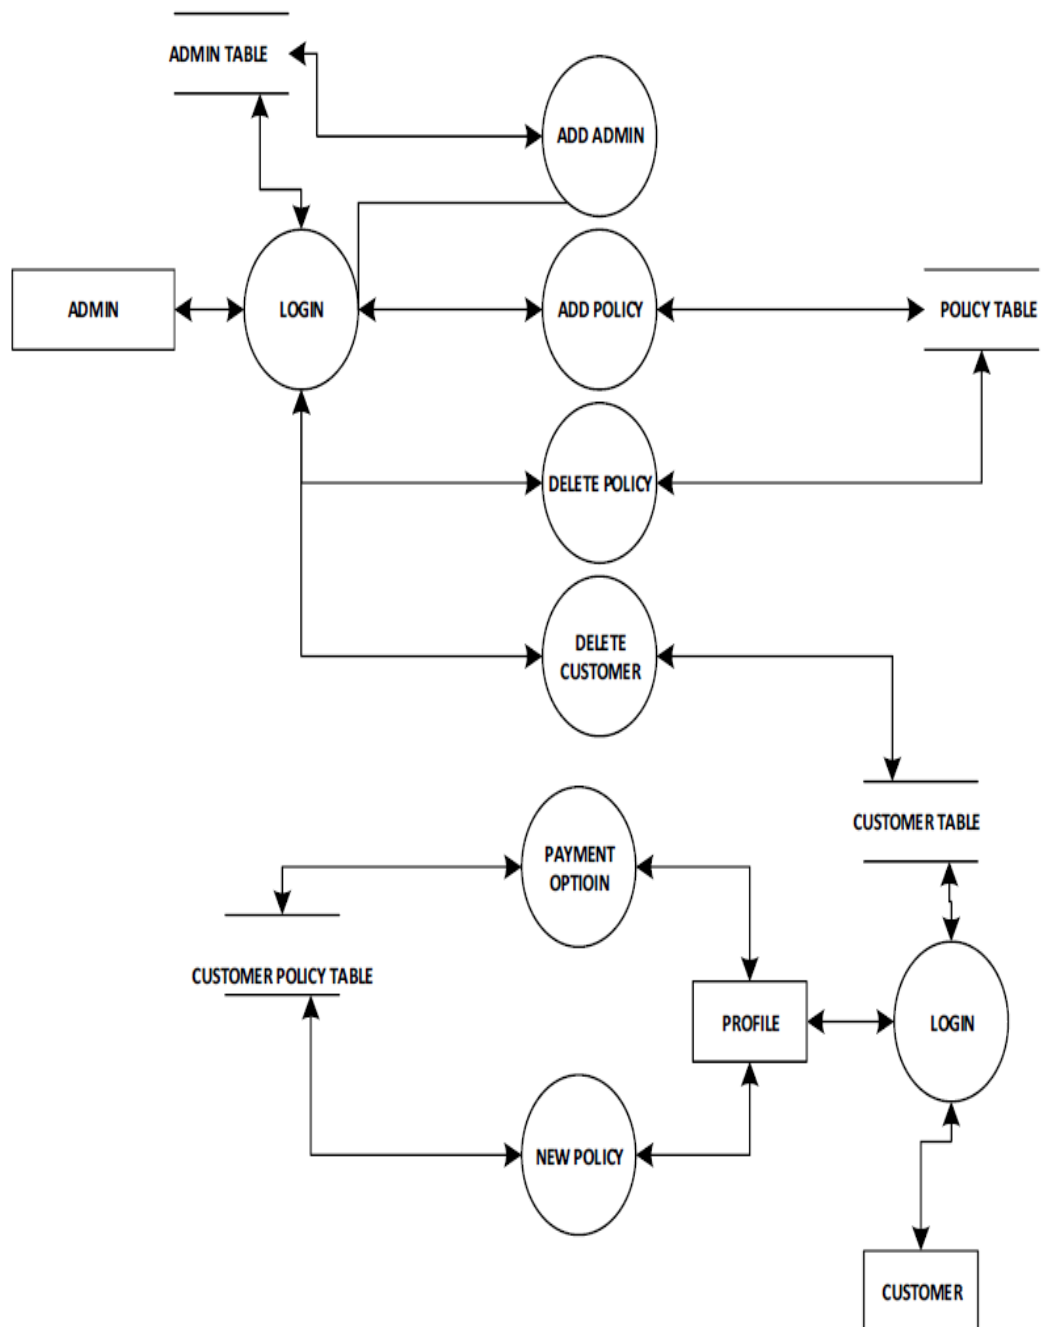 ADMIN TABLE
ADD ADMIN
ADMIN
LOGIN
ADD POLICY
POLICY TABLE
DELETE POLICY
DELETE
CUSTOMER
PAYMENT
OPTIOIN
CUSTOMER TABLE
CUSTOMER POLICY TABLE
PROFILE
LOGIN
NEW POLICY
CUSTOMER